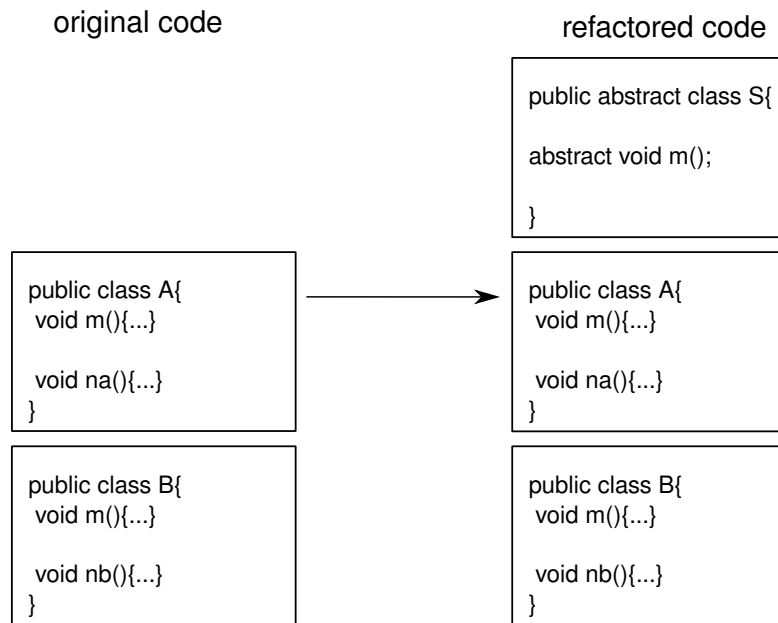 original code
public class A{
void m(){...}
void na(){...}
}
public class B{
void m(){...}
void nb(){...}
}
refactored code
public abstract class S{
abstract void m();
}
public class A{
void m(){...}
void na(){...}
}
public class B{
void m(){...}
void nb(){...}
}